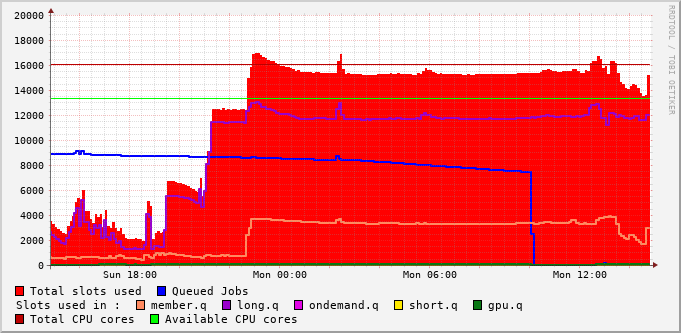 20000
18000
16000
14000
12000
10000
8000
6000
4000
2000
0
Sun 18:00 Mon 00:00 Mon 06:00 Mon 12:00
Total slots used Queued Jobs
Slots used in : member.q long.q ondemand.q short.q gpu.q
Total CPU cores Available CPU cores
RRDTOOL / TOBI OETIKER